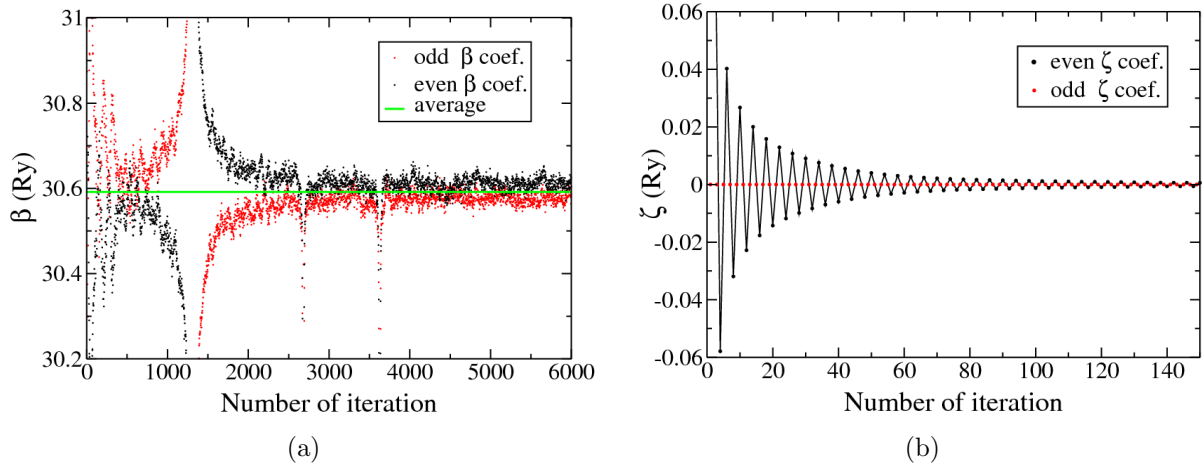 31
30.8
30.6
30.4
30.2
β (Ry)
odd β coef.
even β coef.
average
0 1000 2000 3000 4000 5000 6000
Number of iteration
(a)
0.06
0.04
0.02
0
-0.02
-0.04
-0.06
ζ (Ry)
even ζ coef.
odd ζ coef.
0 20 40 60 80 100 120 140
Number of iteration
(b)